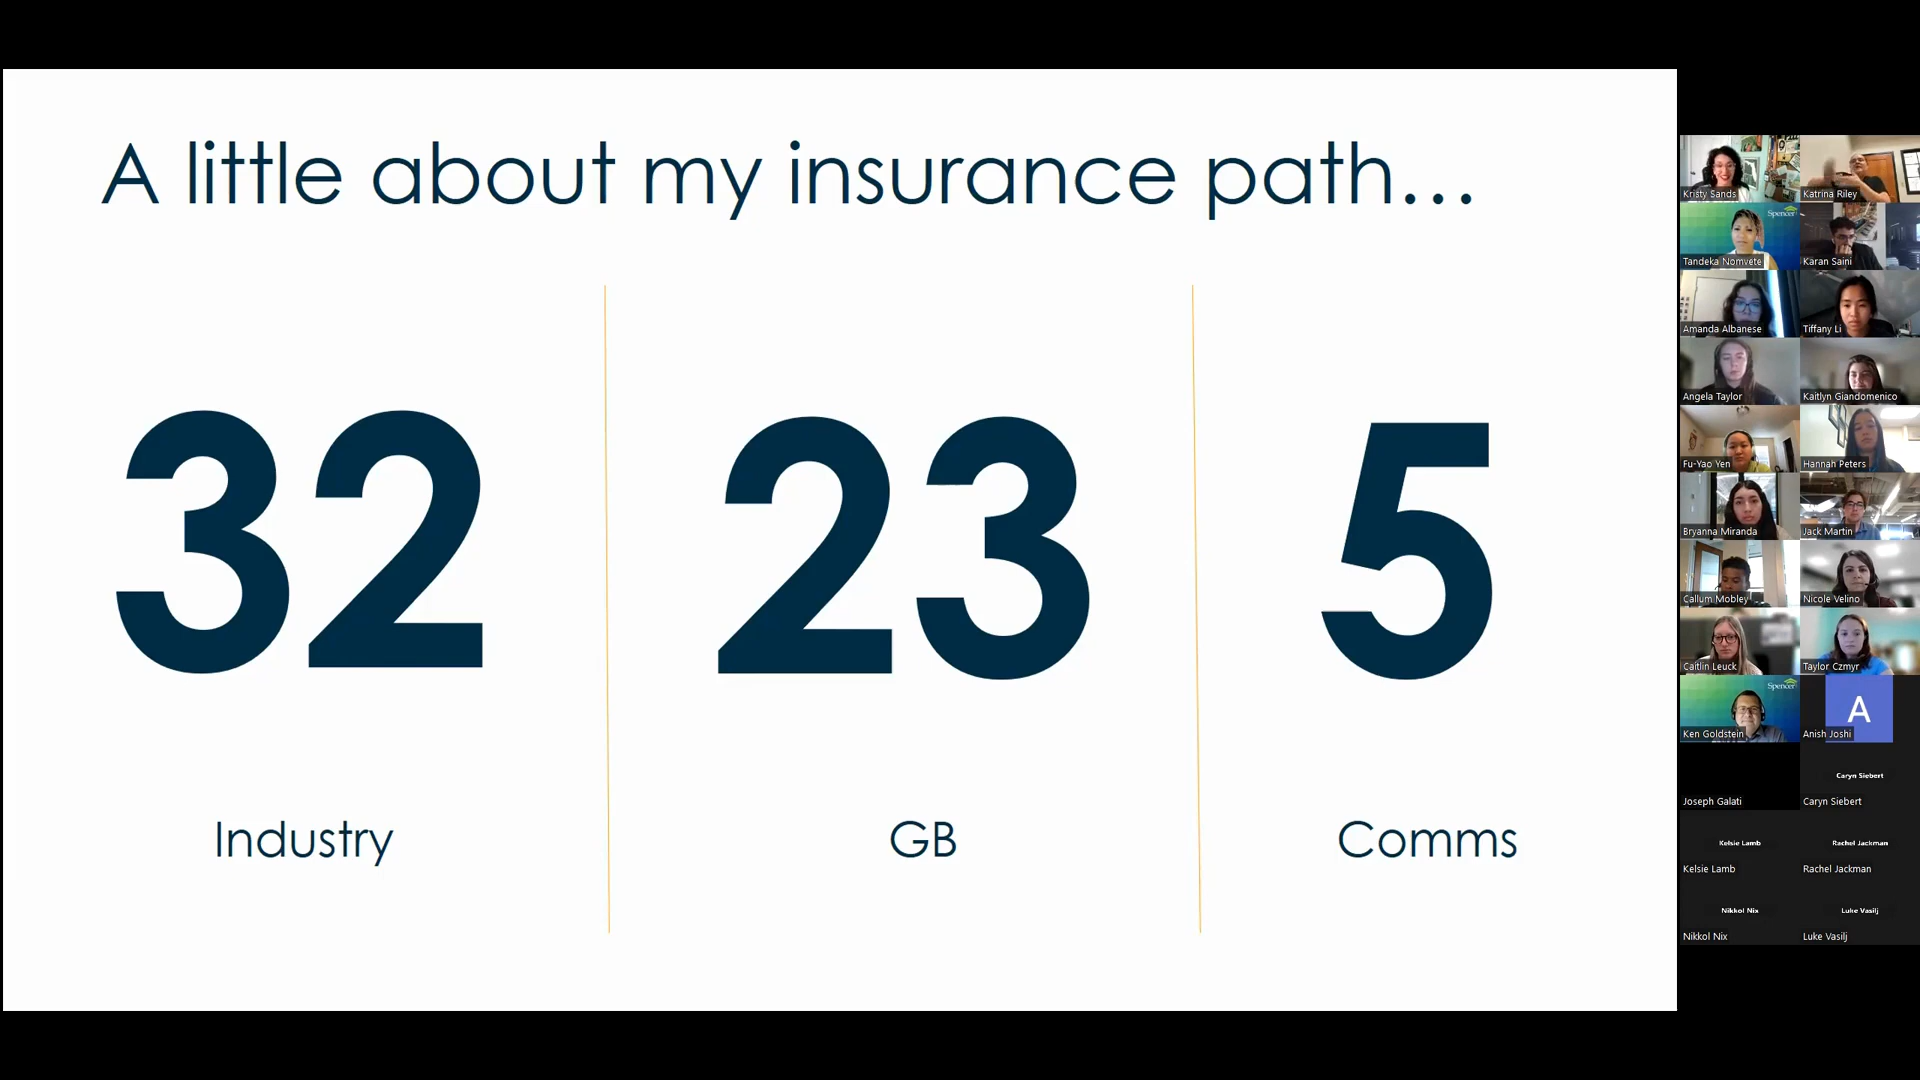 A little about my insurance path...
32
23
5
Industry
GB
Comms
Kristy Sands
Katrina Riley
Spencer
Tandeka Nomvete
Karan Saini
Amanda Albanese
Tiffany Li
Angela Taylor
Kaitlyn Giandomenico
Fu-Yao Yen
Hannah Peters
Bryanna Miranda
Jack Martin
Callum Mobley
Nicole Velino
Caitlin Leuck
Taylor Czmyr
Spencer
Ken Goldstein
A
Anish Joshi
Joseph Galati
Caryn Siebert
Caryn Siebert
Kelsie Lamb
Kelsie Lamb
Rachel Jackman
Rachel Jackman
Nikkol Nix
Nikkol Nix
Luke Vasilj
Luke Vasilj